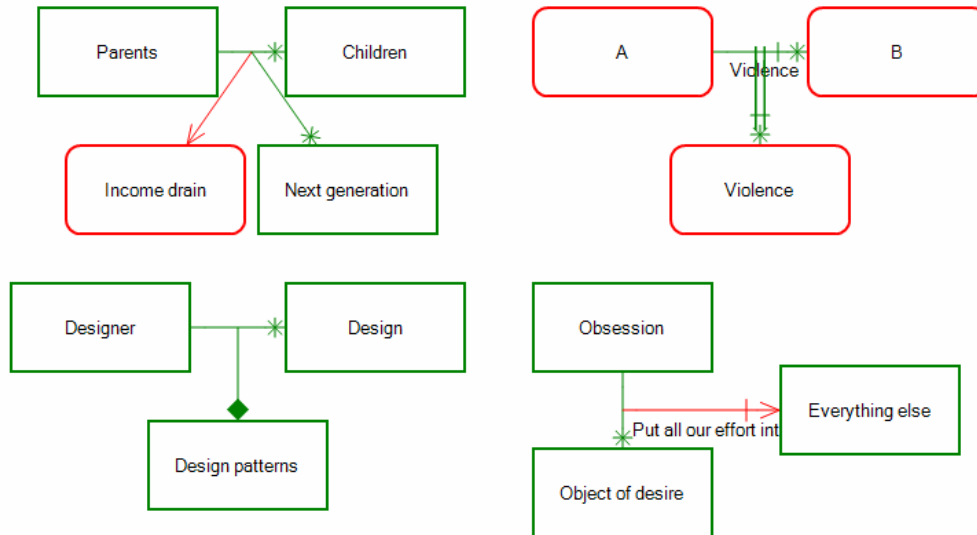 Parents
Children
A
B
Violence
Income drain
Next generation
Violence
Designer
Design
Obsession
Everything else
Put all our effort int
Design patterns
Object of desire